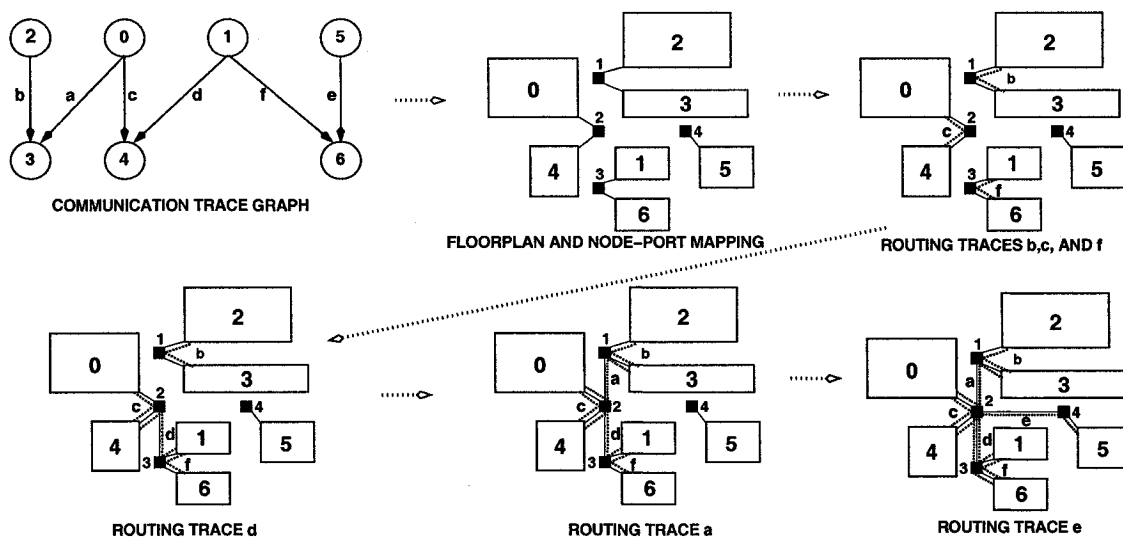 2 0 1 5
b a c d f e
3 4 6
COMMUNICATION TRACE GRAPH
2
1
0
3
2
4
4
1
5
3
6
FLOORPLAN AND NODE–PORT MAPPING
2
1
b
0
3
2
4
c
4
1
5
3
f
6
ROUTING TRACES b,c, AND f
2
1
b
0
3
2
4
c
4
d
1
5
3
f
6
ROUTING TRACE d
2
1
b
0
a
3
c
2
4
4
d
1
5
3
f
6
ROUTING TRACE a
2
1
b
0
a
3
2
4
c
e
4
d
1
5
3
f
6
ROUTING TRACE e